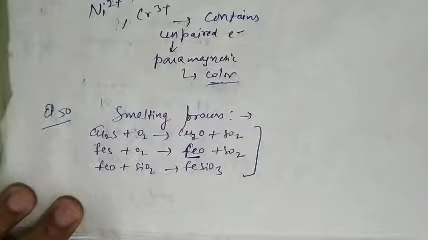 Ni²⁺, Cr³⁺ → contains
unpaired e⁻
↓
paramagnetic
↳ color
Q50 Smelting process : →
Cu₂S + O₂ → Cu₂O + SO₂
FeS + O₂ → FeO + SO₂
FeO + SiO₂ → FeSiO₃